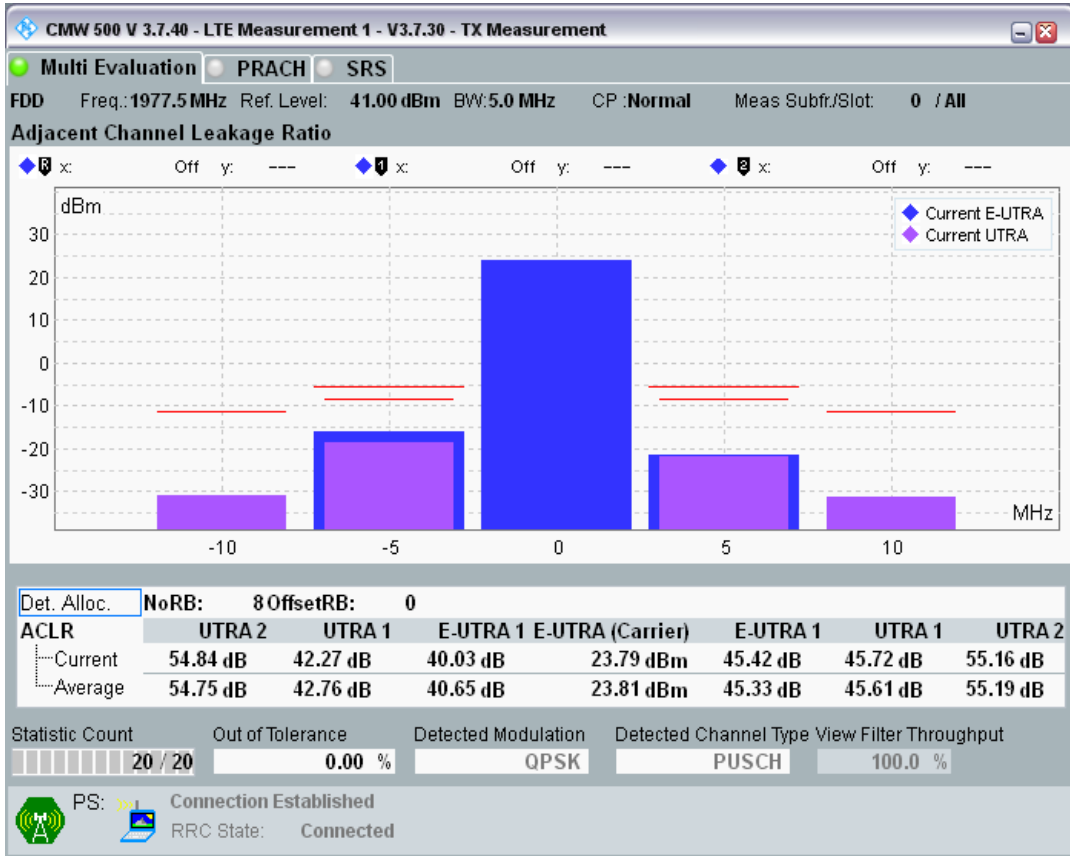 CMW 500 V 3.7.40 - LTE Measurement 1 - V3.7.30 - TX Measurement
Multi Evaluation PRACH SRS
FDD Freq.:1977.5 MHz Ref. Level: 41.00 dBm BW:5.0 MHz CP :Normal Meas Subfr./Slot: 0 / All
Adjacent Channel Leakage Ratio
R x: Off y: --- 1 x: Off y: --- 2 x: Off y: ---
dBm
Current E-UTRA
Current UTRA
30
20
10
0
-10
-20
-30
MHz
-10 -5 0 5 10
Det. Alloc. NoRB: 8 OffsetRB: 0
ACLR UTRA 2 UTRA 1 E-UTRA 1 E-UTRA (Carrier) E-UTRA 1 UTRA 1 UTRA 2
Current 54.84 dB 42.27 dB 40.03 dB 23.79 dBm 45.42 dB 45.72 dB 55.16 dB
Average 54.75 dB 42.76 dB 40.65 dB 23.81 dBm 45.33 dB 45.61 dB 55.19 dB
Statistic Count Out of Tolerance Detected Modulation Detected Channel Type View Filter Throughput
20 / 20 0.00 % QPSK PUSCH 100.0 %
PS: Connection Established
RRC State: Connected